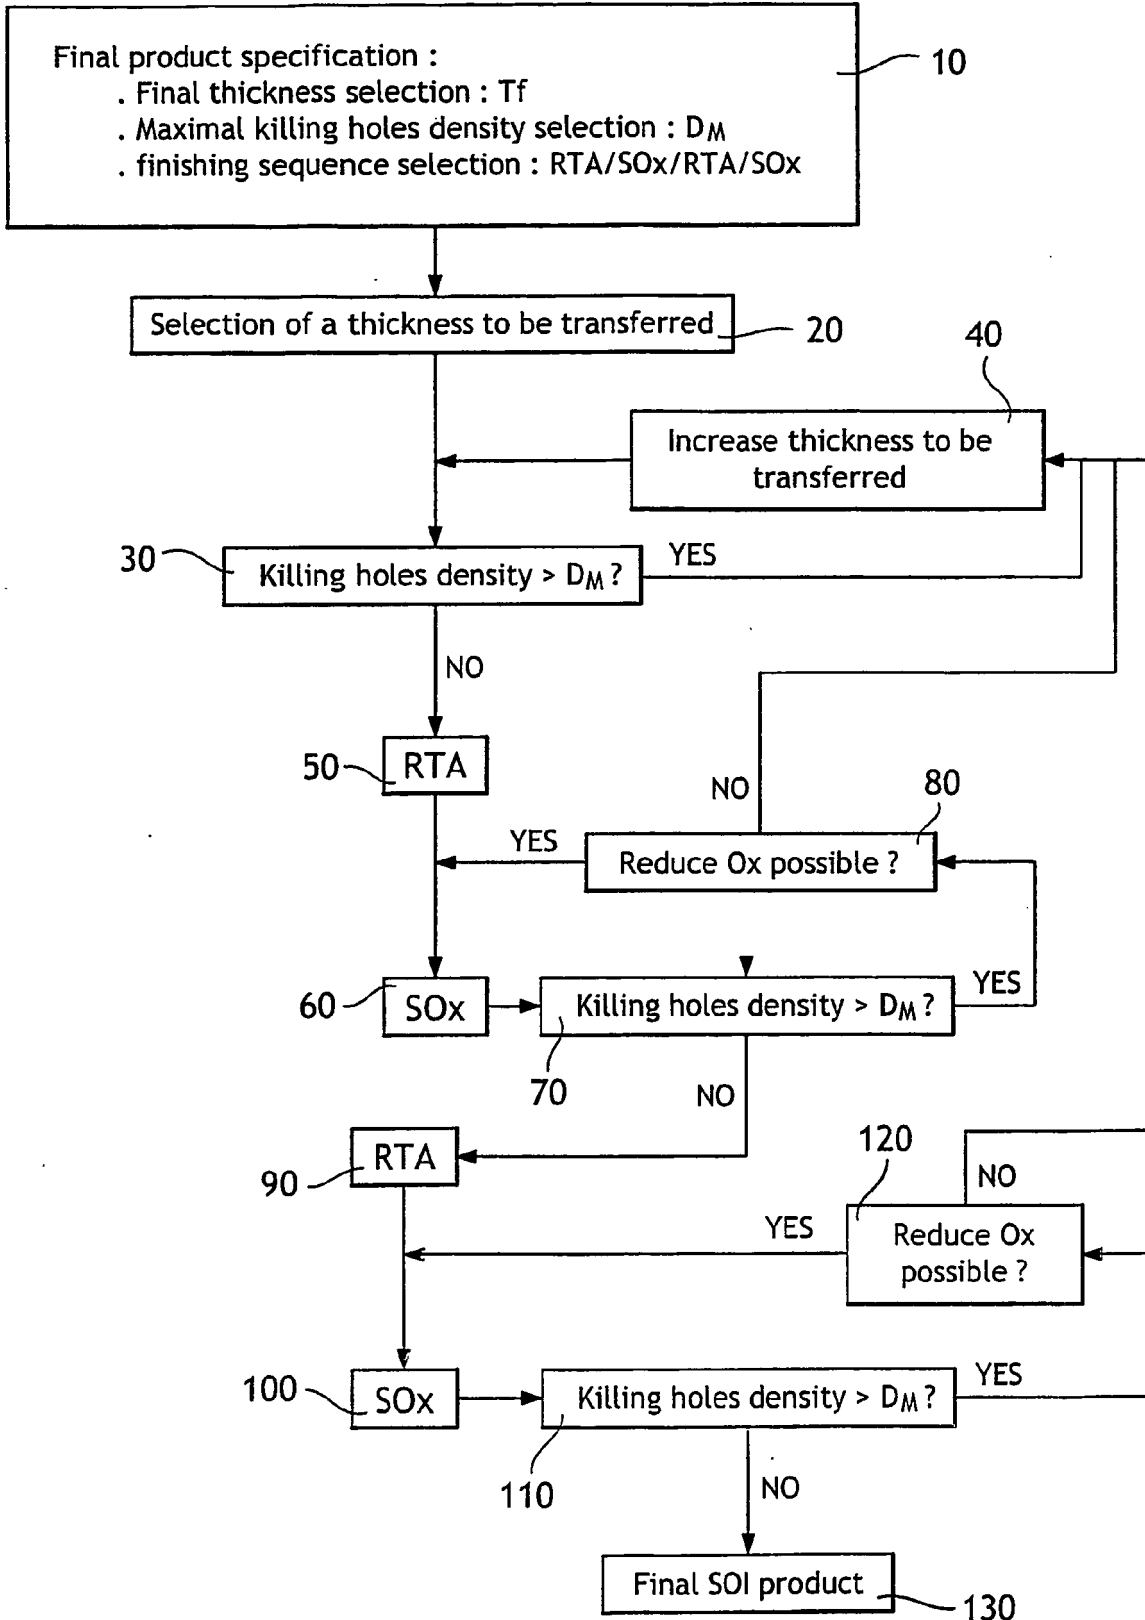 Final product specification :
. Final thickness selection : Tf
. Maximal killing holes density selection : DM
. finishing sequence selection : RTA/SOx/RTA/SOx
10
Selection of a thickness to be transferred
20
40
Increase thickness to be
transferred
30
Killing holes density > DM ?
YES
NO
50
RTA
NO
80
YES
Reduce Ox possible ?
60
SOx
Killing holes density > DM ?
YES
70
NO
90
RTA
120
NO
YES
Reduce Ox
possible ?
100
SOx
Killing holes density > DM ?
YES
110
NO
Final SOI product
130